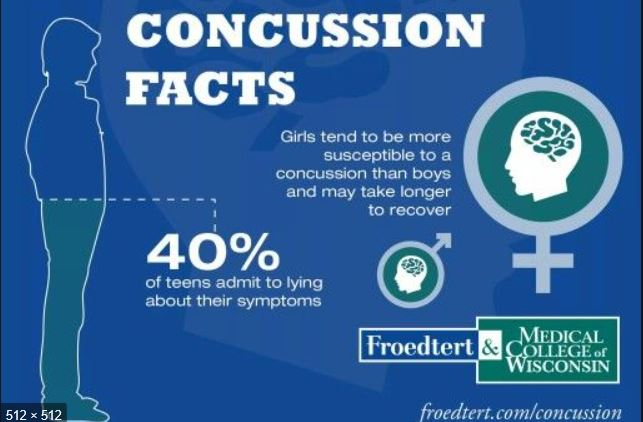 CONCUSSION
FACTS
Girls tend to be more
susceptible to a
concussion than boys
and may take longer
to recover
40%
of teens admit to lying
about their symptoms
Froedtert & MEDICAL
COLLEGE of
WISCONSIN
froedtert.com/concussion
512 × 512